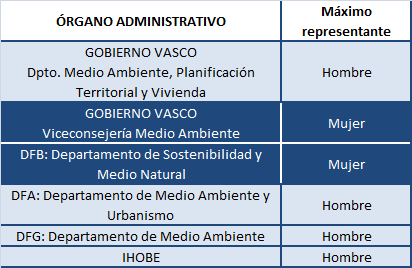 ÓRGANO ADMINISTRATIVO
Máximo
representante
GOBIERNO VASCO
Dpto. Medio Ambiente, Planificación
Territorial y Vivienda
Hombre
GOBIERNO VASCO
Viceconsejería Medio Ambiente
Mujer
DFB: Departamento de Sostenibilidad y
Medio Natural
Mujer
DFA: Departamento de Medio Ambiente y
Urbanismo
Hombre
DFG: Departamento de Medio Ambiente
Hombre
IHOBE
Hombre